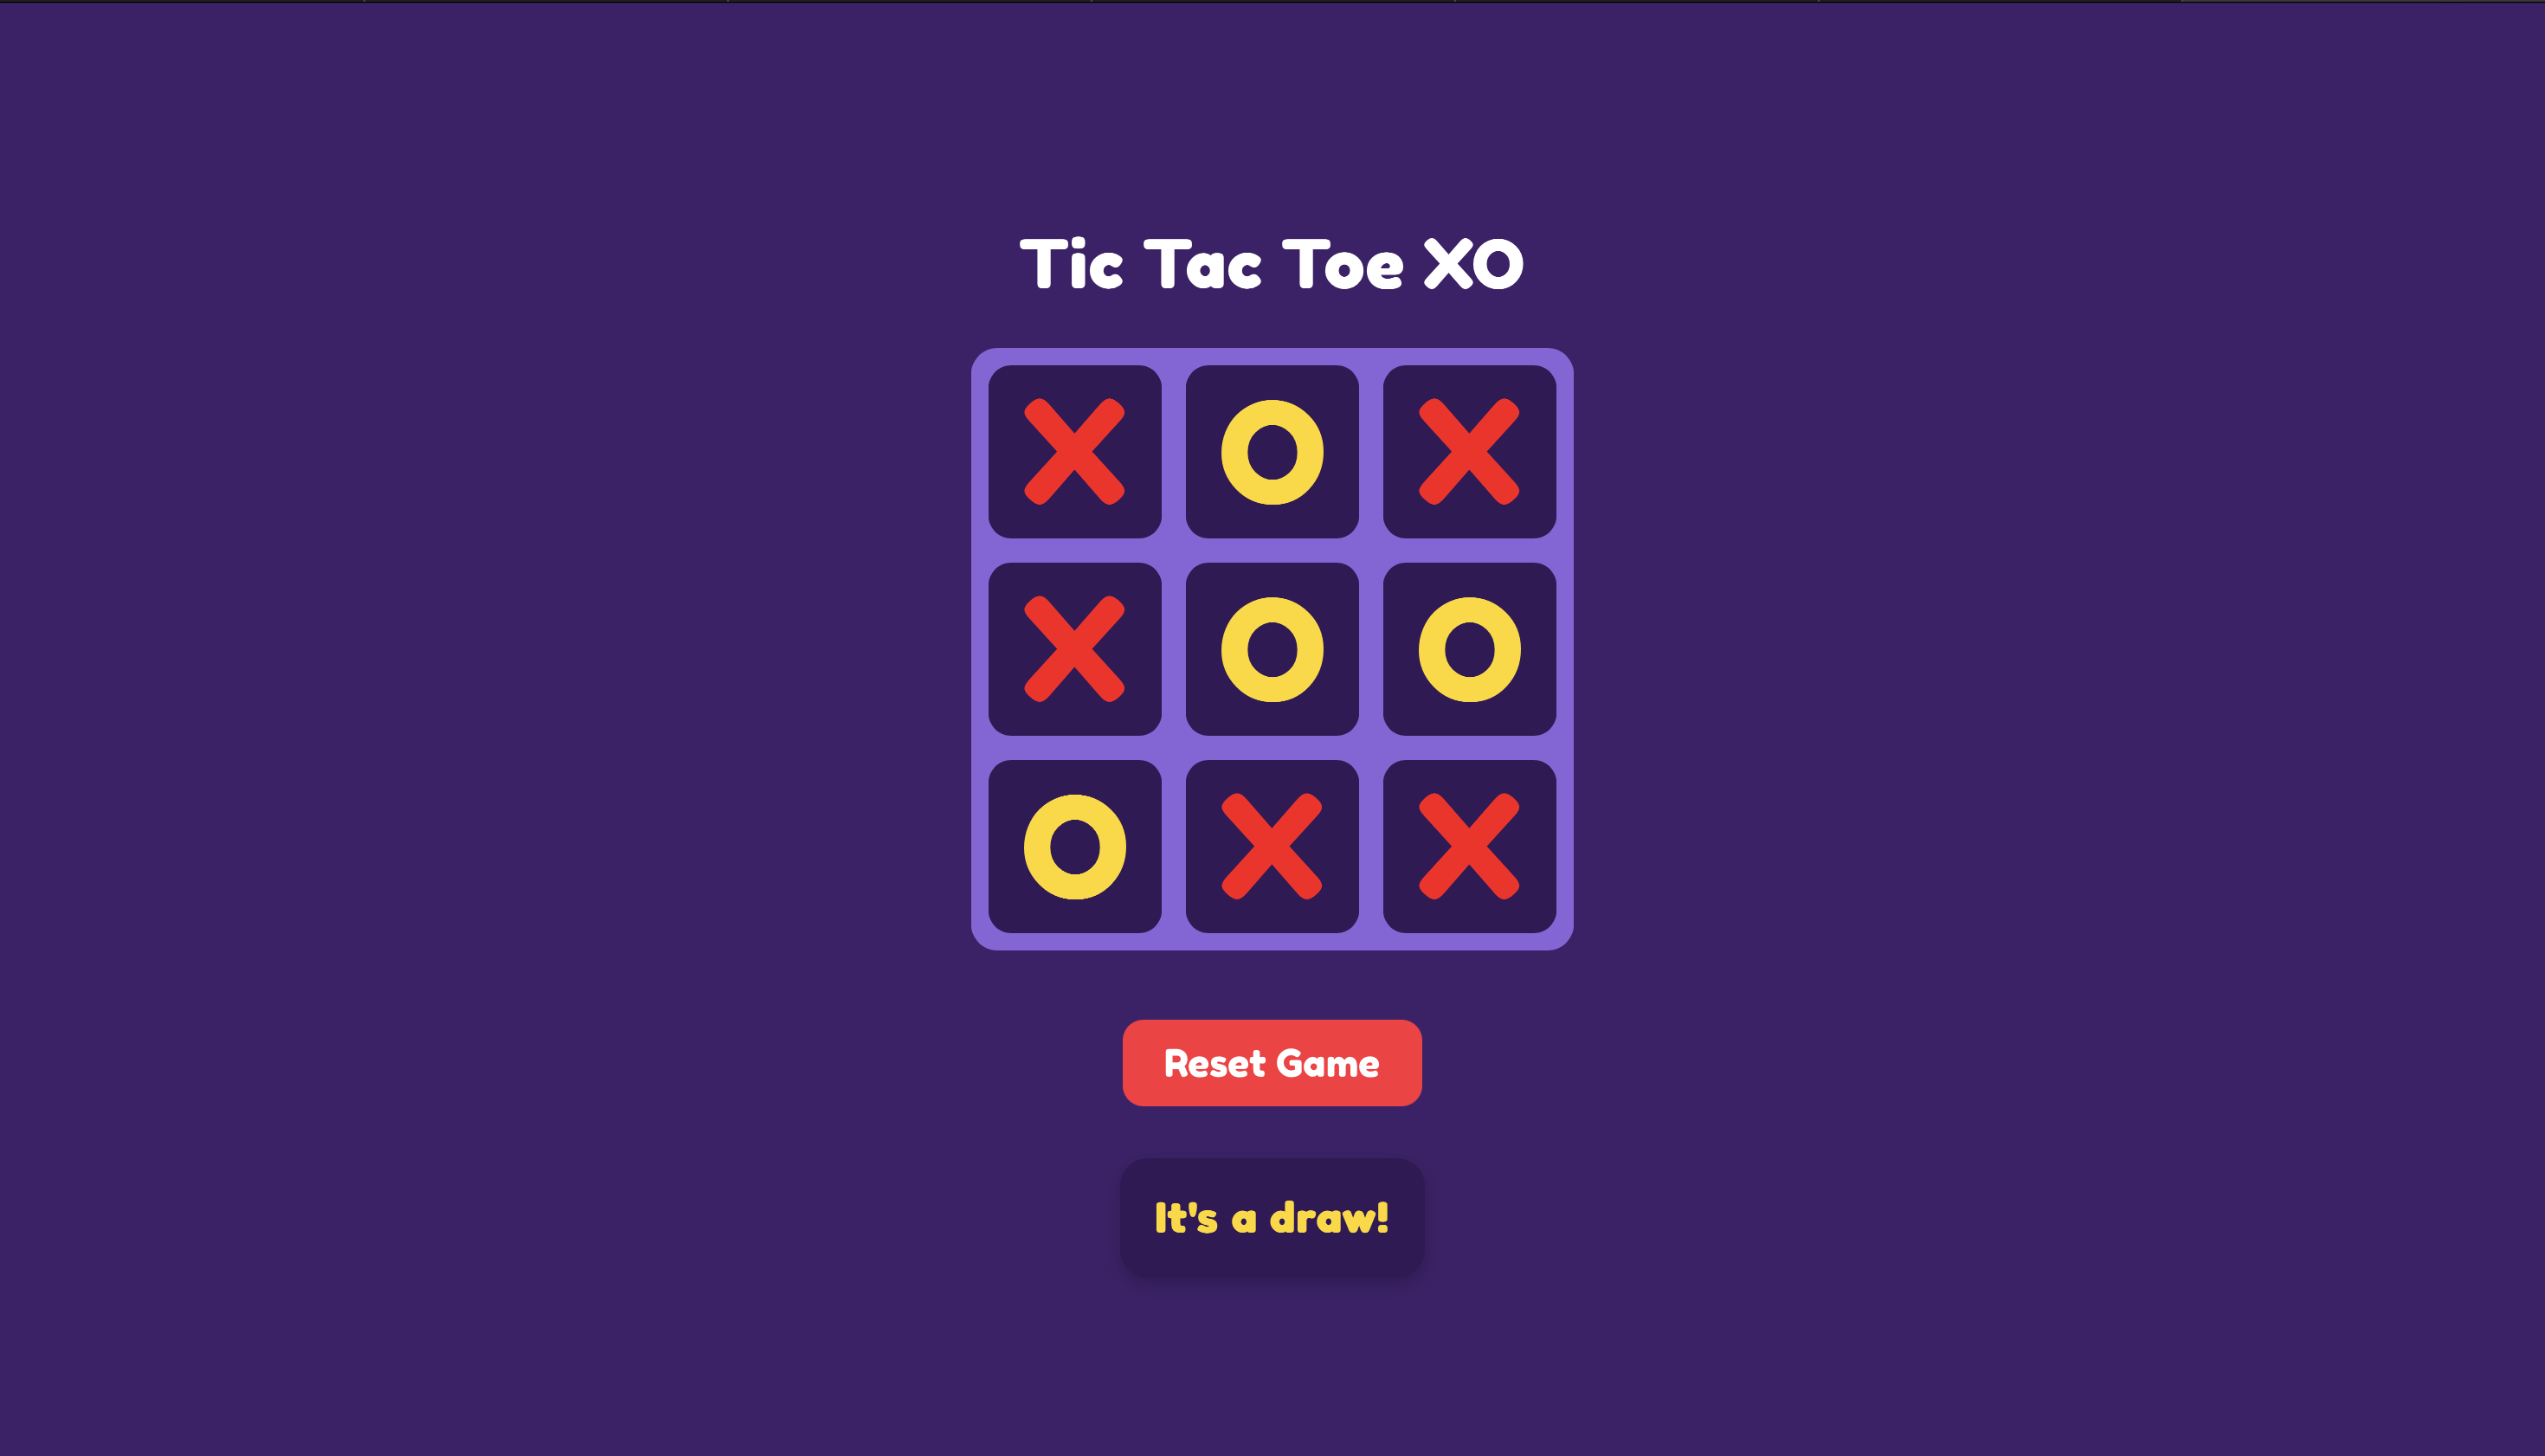 Tic Tac Toe XO
X O X
X O O
O X X
Reset Game
It's a draw!